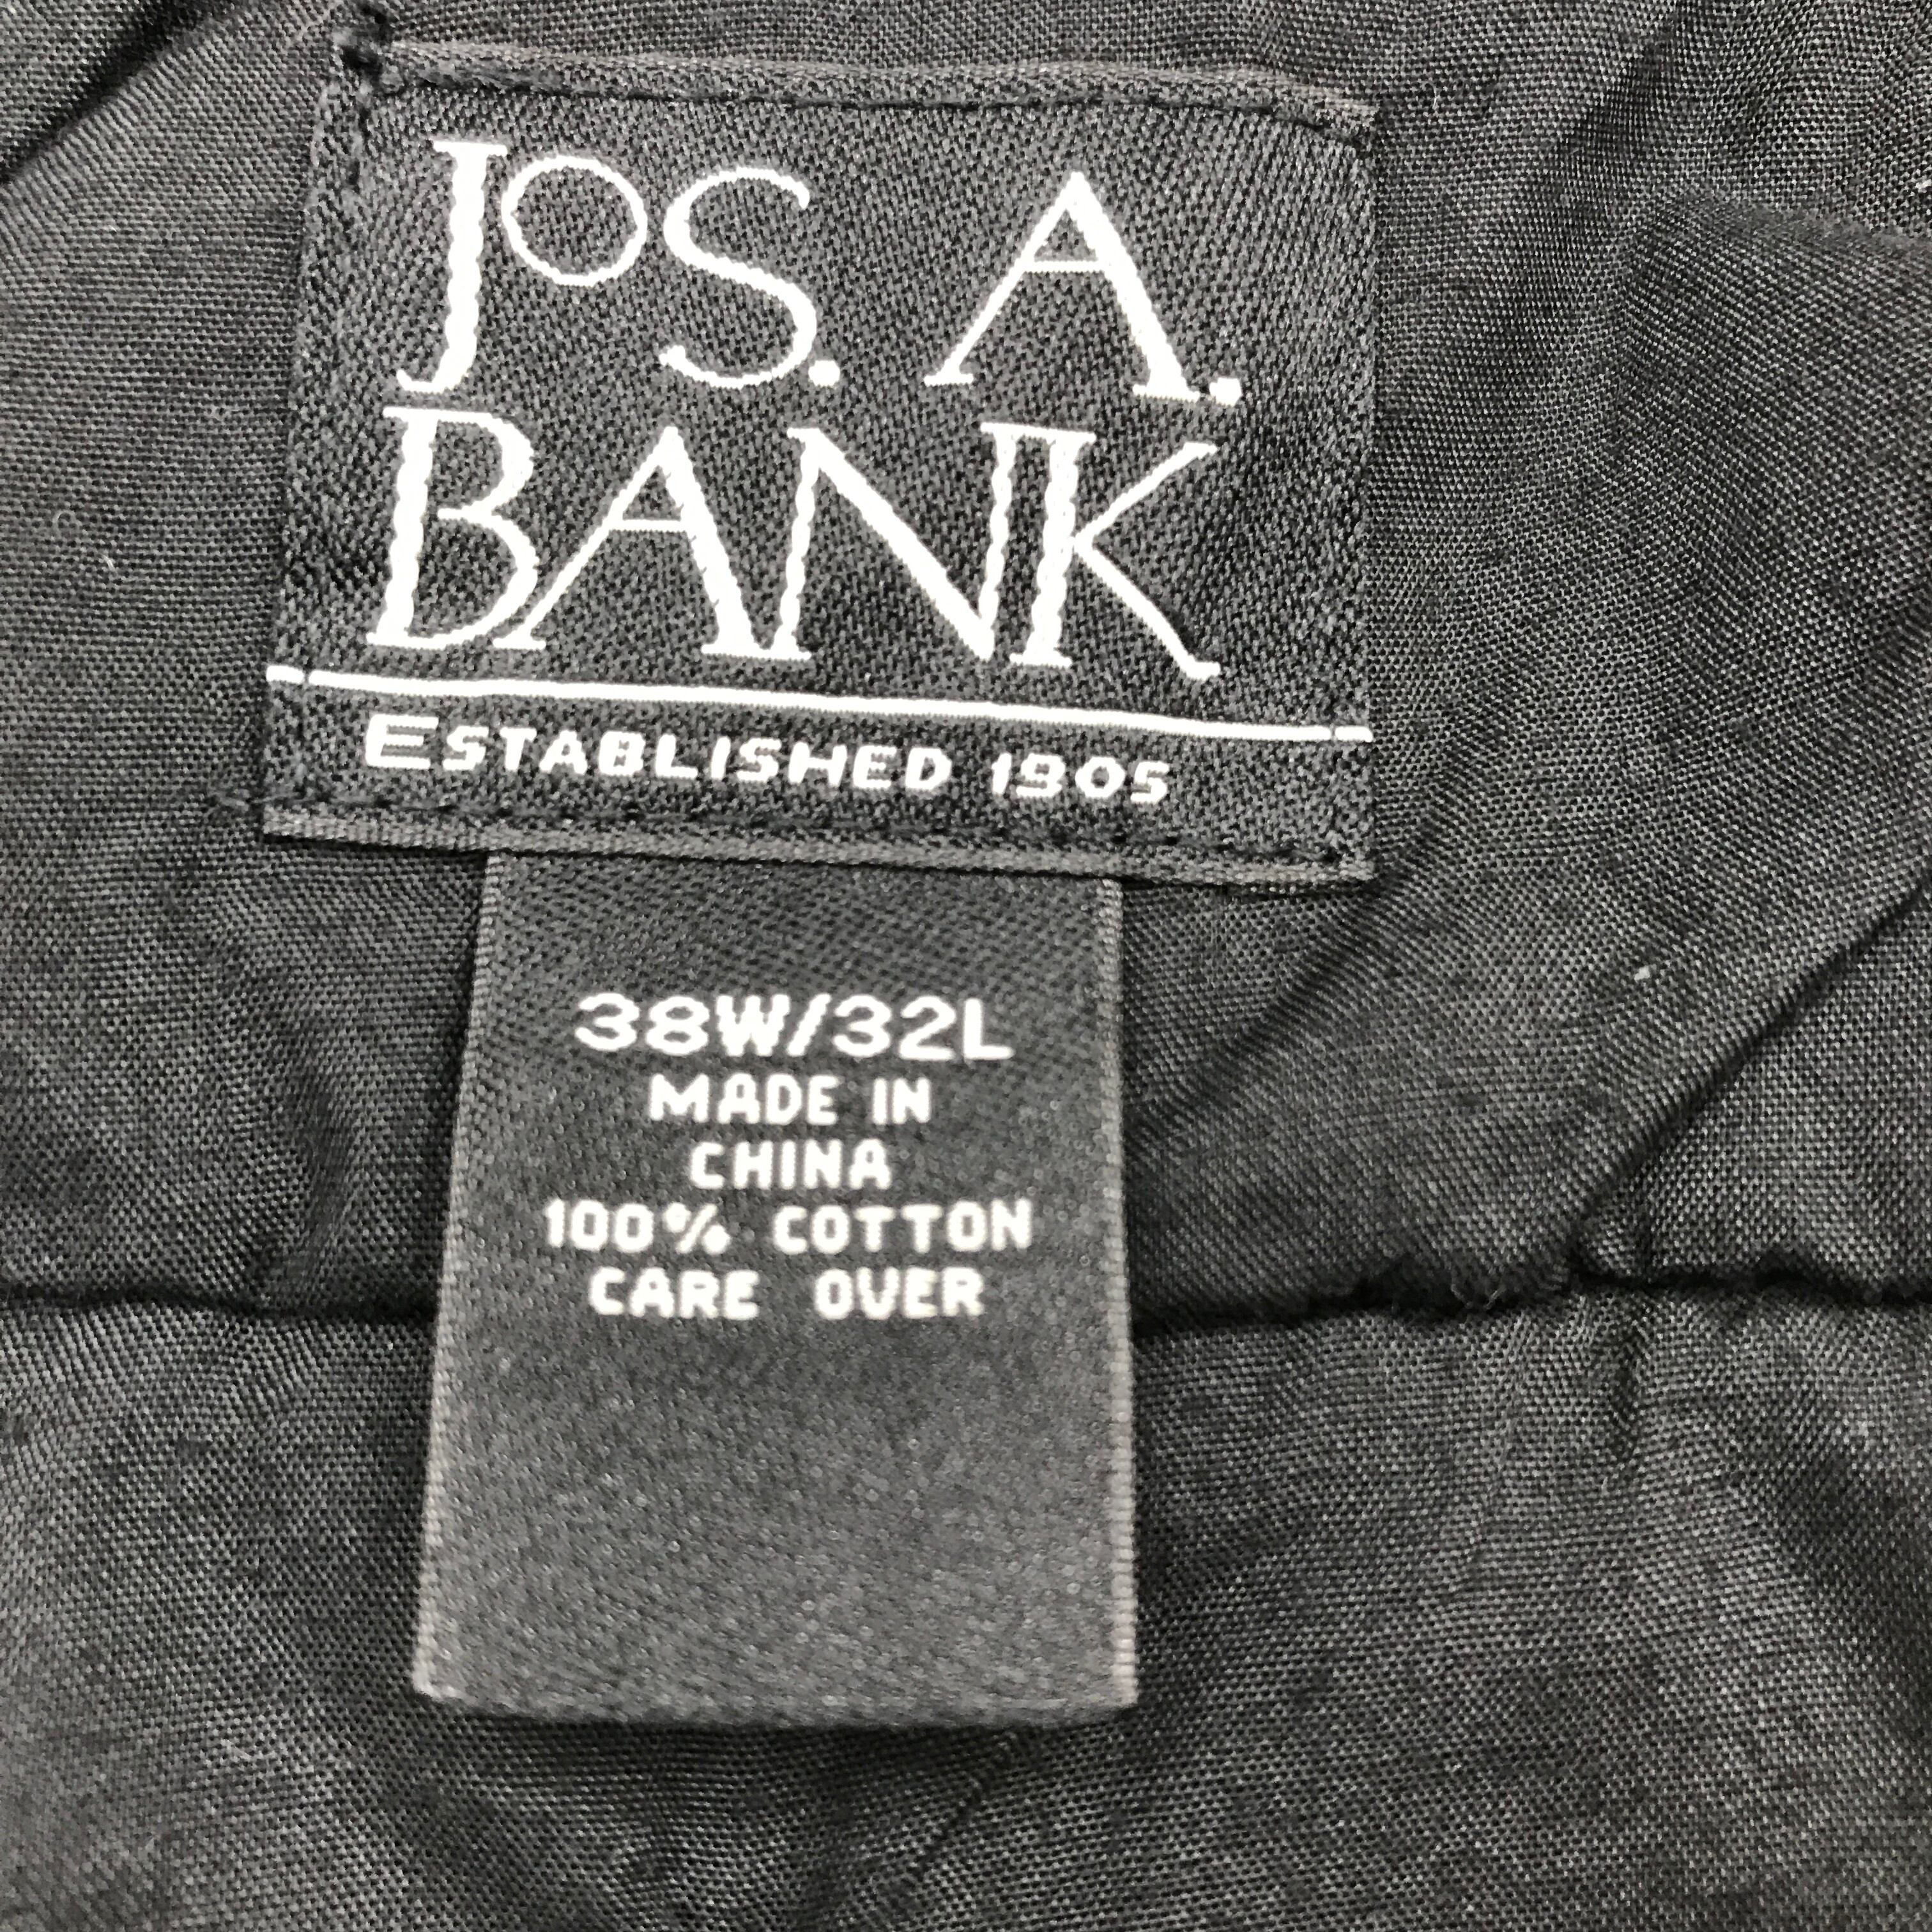 JOS. A.
BANK
ESTABLISHED 1905
38W/32L
MADE IN
CHINA
100% COTTON
CARE OVER